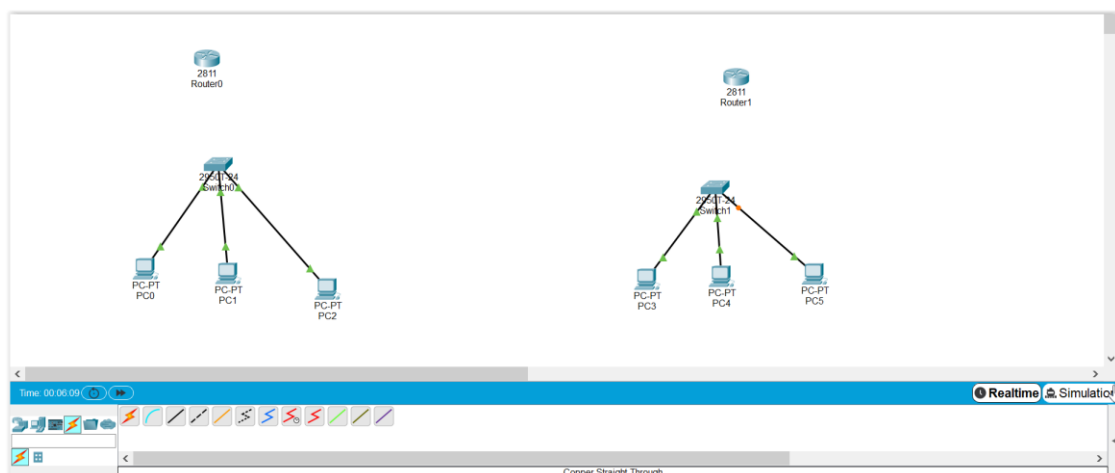 2811
Router0
2811
Router1
2950T-24
Switch0
2950T-24
Switch1
PC-PT
PC0
PC-PT
PC1
PC-PT
PC2
PC-PT
PC3
PC-PT
PC4
PC-PT
PC5
Time: 00:06:09
Realtime
Simulation
Copper Straight-Through